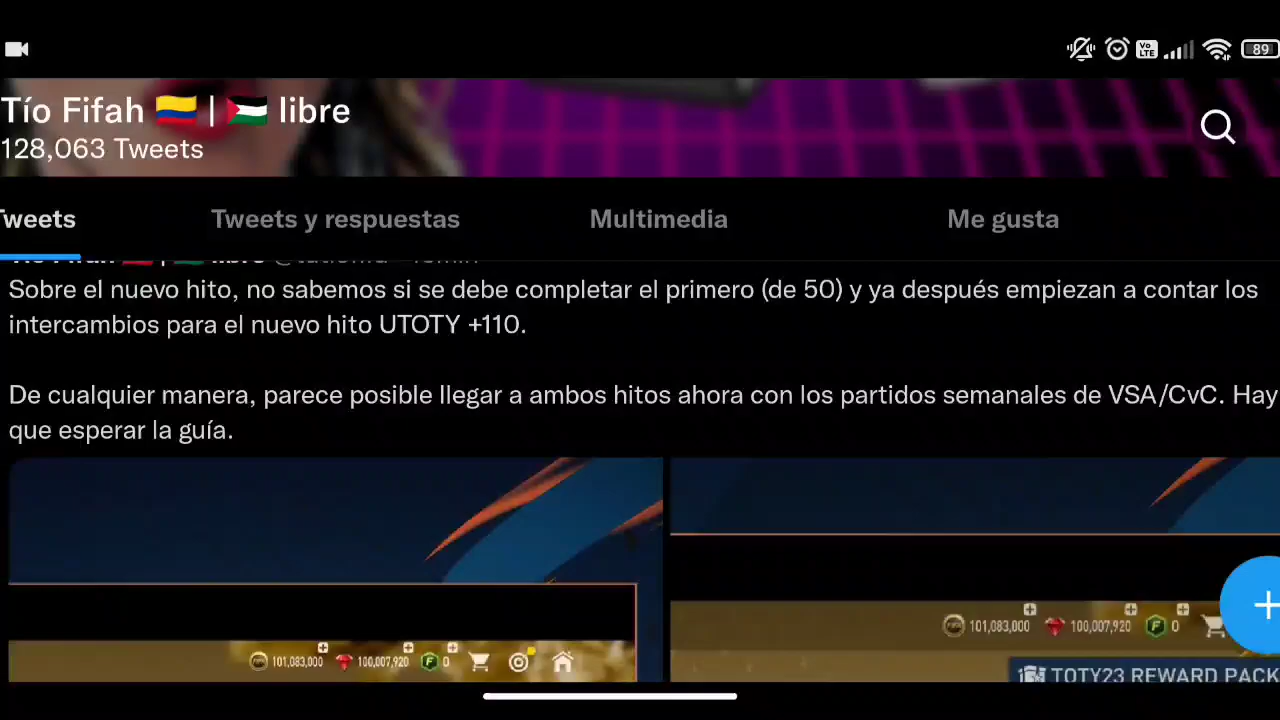 89
Tío Fifah 🇨🇴 | 🇵🇸 libre
128,063 Tweets
Tweets
Tweets y respuestas
Multimedia
Me gusta
Sobre el nuevo hito, no sabemos si se debe completar el primero (de 50) y ya después empiezan a contar los
intercambios para el nuevo hito UTOTY +110.
De cualquier manera, parece posible llegar a ambos hitos ahora con los partidos semanales de VSA/CvC. Hay
que esperar la guía.
101,083,000 100,007,920 0
101,083,000 100,007,920 0
TOTY23 REWARD PACK